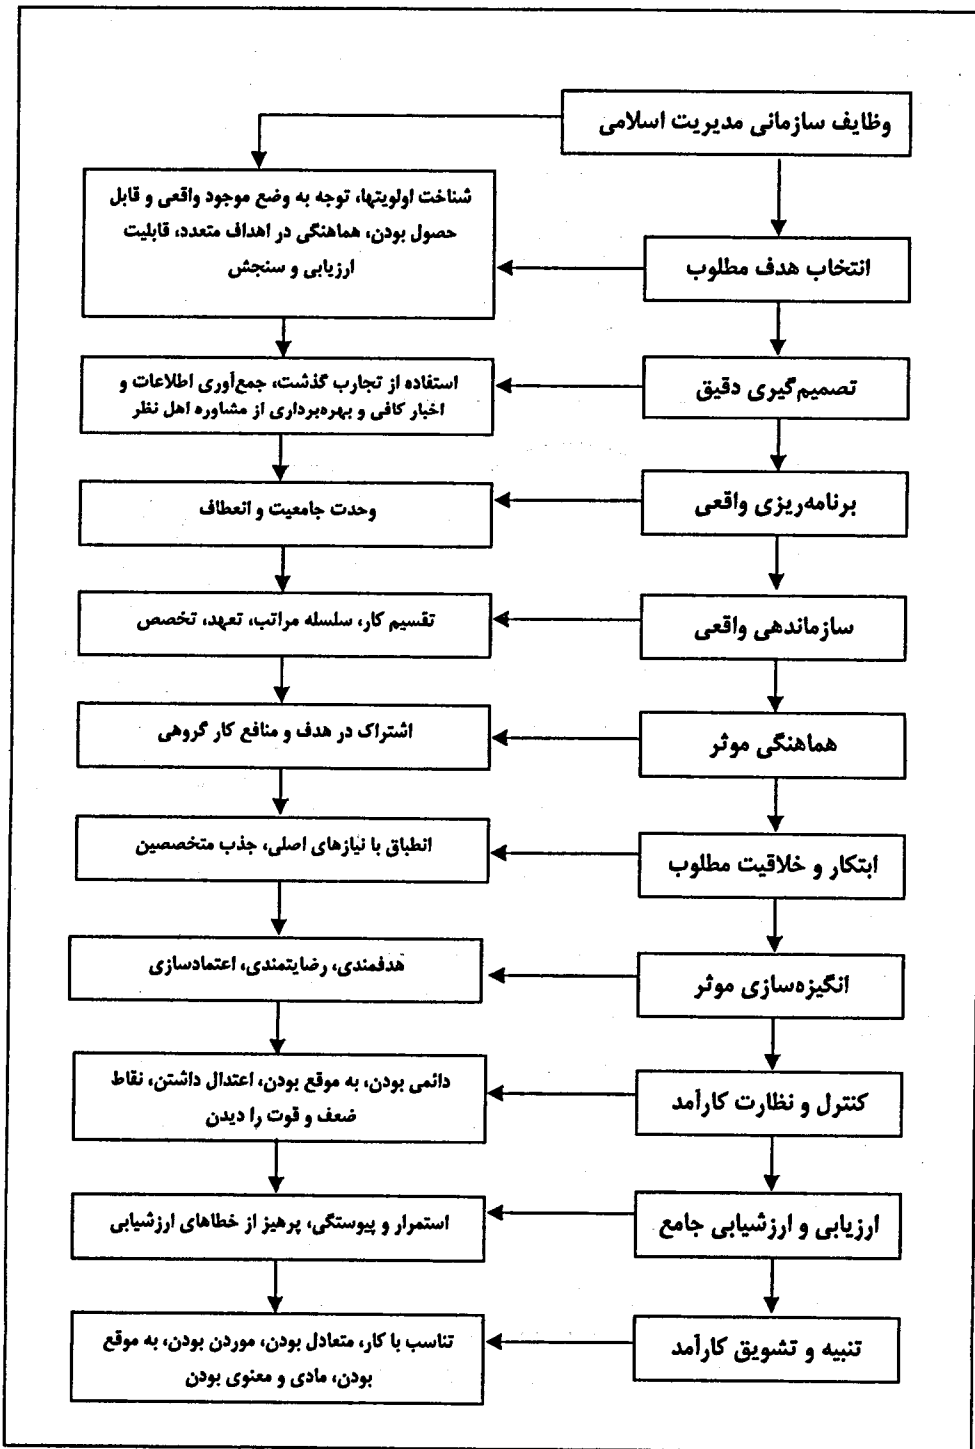 وظایف سازمانی مدیریت اسلامی
انتخاب هدف مطلوب
شناخت اولویتها، توجه به وضع موجود واقعی و قابل
حصول بودن، هماهنگی در اهداف متعدد، قابلیت
ارزیابی و سنجش
تصمیم‌گیری دقیق
استفاده از تجارب گذشت، جمع‌آوری اطلاعات و
اخبار کافی و بهره‌برداری از مشاوره اهل نظر
برنامه‌ریزی واقعی
وحدت جامعیت و انعطاف
سازماندهی واقعی
تقسیم کار، سلسله مراتب، تعهد، تخصص
هماهنگی موثر
اشتراک در هدف و منافع کار گروهی
ابتکار و خلاقیت مطلوب
انطباق با نیازهای اصلی، جذب متخصصین
انگیزه‌سازی موثر
هدفمندی، رضایتمندی، اعتمادسازی
کنترل و نظارت کارآمد
دائمی بودن، به موقع بودن، اعتدال داشتن، نقاط
ضعف و قوت را دیدن
ارزیابی و ارزشیابی جامع
استمرار و پیوستگی، پرهیز از خطاهای ارزشیابی
تنبیه و تشویق کارآمد
تناسب با کار، متعادل بودن، موردن بودن، به موقع
بودن، مادی و معنوی بودن